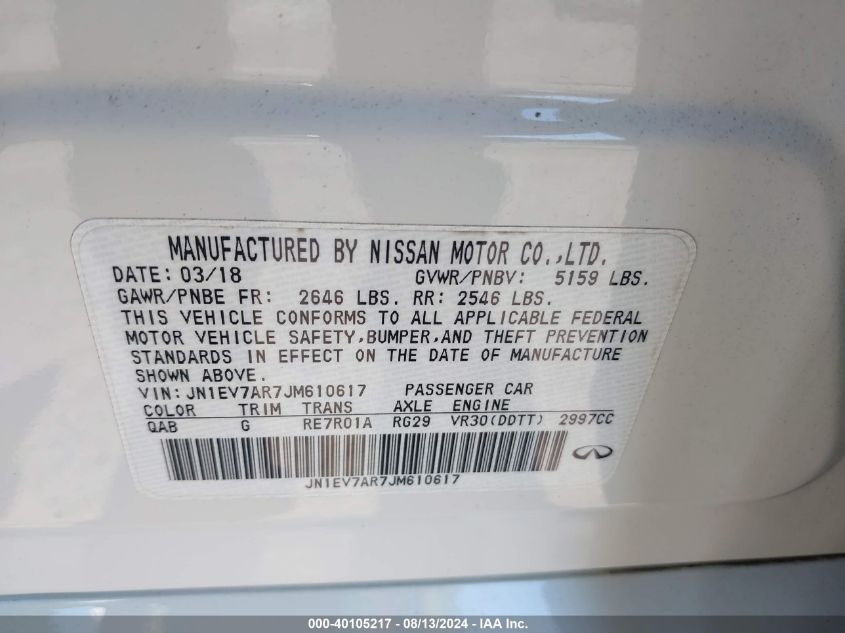 MANUFACTURED BY NISSAN MOTOR CO.,LTD.
DATE: 03/18 GVWR/PNBV: 5159 LBS.
GAWR/PNBE FR: 2646 LBS. RR: 2546 LBS.
THIS VEHICLE CONFORMS TO ALL APPLICABLE FEDERAL
MOTOR VEHICLE SAFETY,BUMPER,AND THEFT PREVENTION
STANDARDS IN EFFECT ON THE DATE OF MANUFACTURE
SHOWN ABOVE.
VIN: JN1EV7AR7JM610617 PASSENGER CAR
COLOR TRIM TRANS AXLE ENGINE
QAB G RE7R01A RG29 VR30(DDTT) 2997CC
JN1EV7AR7JM610617
000-40105217 - 08/13/2024 - IAA Inc.